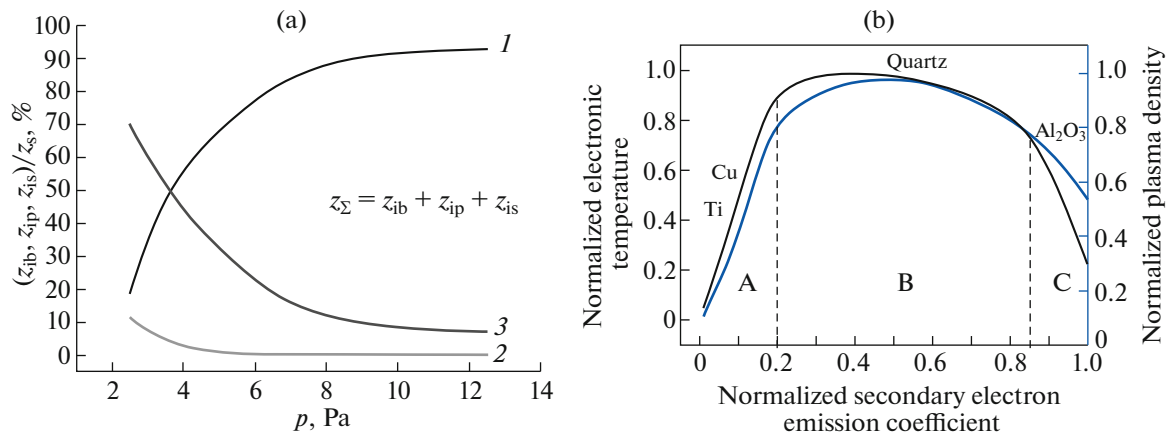 (a)
100
90
80
70
60
50
40
30
20
10
0
(z_ib, z_ip, z_is)/z_s, %
1
3
2
z_Σ = z_ib + z_ip + z_is
2 4 6 8 10 12 14
p, Pa
(b)
Normalized electronic
temperature
1.0
0.8
0.6
0.4
0.2
0
Quartz
Al₂O₃
Cu
Ti
A B C
1.0
0.8
0.6
0.4
0.2
0
Normalized plasma density
0 0.2 0.4 0.6 0.8 1.0
Normalized secondary electron
emission coefficient